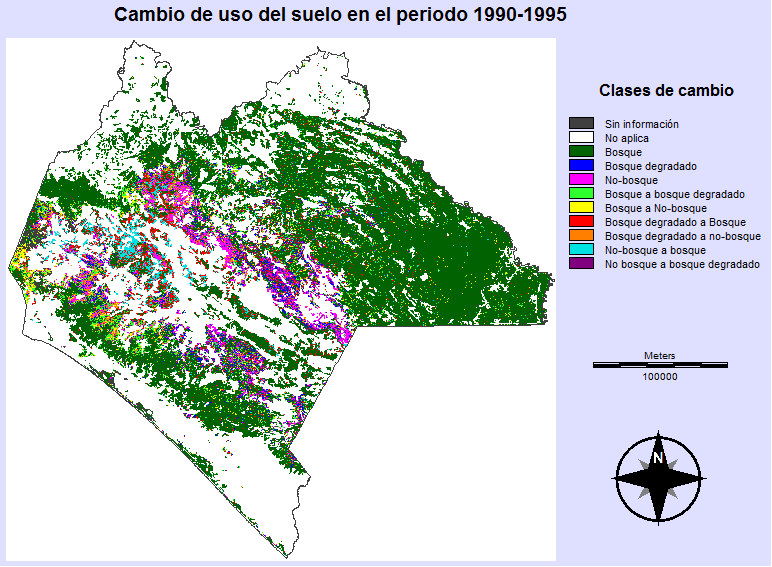 Cambio de uso del suelo en el periodo 1990-1995
Clases de cambio
Sin información
No aplica
Bosque
Bosque degradado
No-bosque
Bosque a bosque degradado
Bosque a No-bosque
Bosque degradado a Bosque
Bosque degradado a no-bosque
No-bosque a bosque
No bosque a bosque degradado
Meters
100000
N